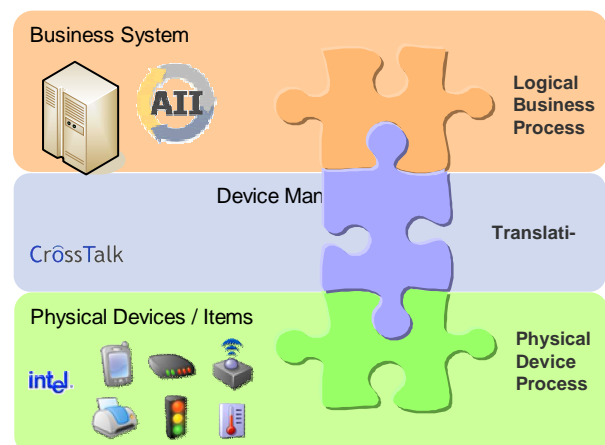 Business System
AII
Logical
Business
Process
Device Man
CrossTalk
Translati-
Physical Devices / Items
intel.
Physical
Device
Process